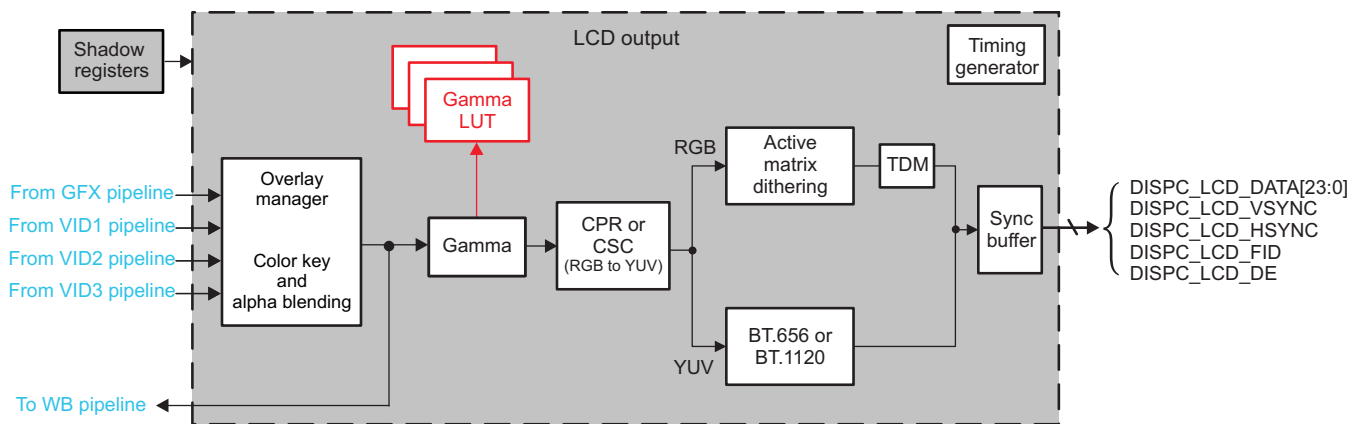 LCD output
Shadow
registers
Timing
generator
Gamma
LUT
From GFX pipeline
From VID1 pipeline
From VID2 pipeline
From VID3 pipeline
To WB pipeline
Overlay
manager
Color key
and
alpha blending
Gamma
CPR or
CSC
(RGB to YUV)
RGB
Active
matrix
dithering
TDM
YUV
BT.656 or
BT.1120
Sync
buffer
DISPC_LCD_DATA[23:0]
DISPC_LCD_VSYNC
DISPC_LCD_HSYNC
DISPC_LCD_FID
DISPC_LCD_DE